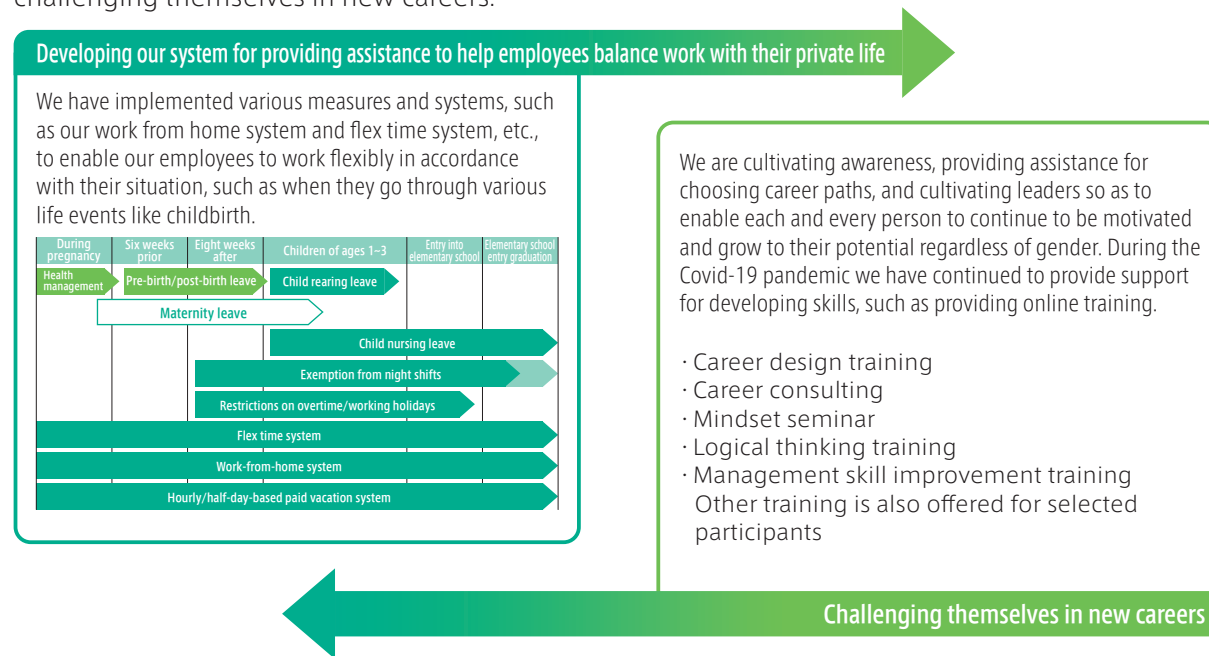 challenging themselves in new careers.
Developing our system for providing assistance to help employees balance work with their private life
We have implemented various measures and systems, such
as our work from home system and flex time system, etc.,
to enable our employees to work flexibly in accordance
with their situation, such as when they go through various
life events like childbirth.
During
pregnancy
Six weeks
prior
Eight weeks
after
Children of ages 1–3
Entry into
elementary school
Elementary school
entry graduation
Health
management
Pre-birth/post-birth leave
Child rearing leave
Maternity leave
Child nursing leave
Exemption from night shifts
Restrictions on overtime/working holidays
Flex time system
Work-from-home system
Hourly/half-day-based paid vacation system
We are cultivating awareness, providing assistance for
choosing career paths, and cultivating leaders so as to
enable each and every person to continue to be motivated
and grow to their potential regardless of gender. During the
Covid-19 pandemic we have continued to provide support
for developing skills, such as providing online training.
· Career design training
· Career consulting
· Mindset seminar
· Logical thinking training
· Management skill improvement training
Other training is also offered for selected
participants
Challenging themselves in new careers